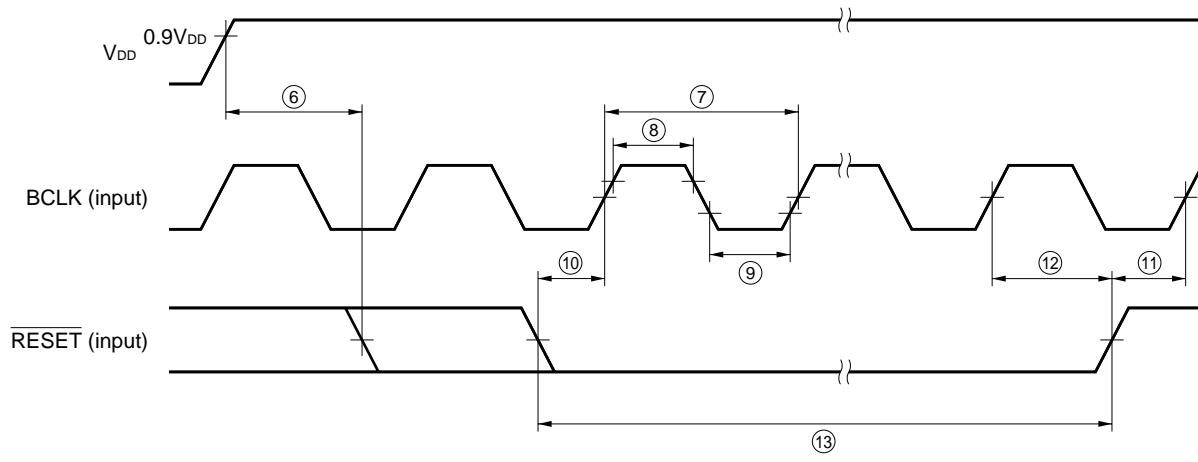 VDD 0.9VDD
⑥
⑦
⑧
BCLK (input)
⑨
⑩
⑫
⑪
RESET (input)
⑬